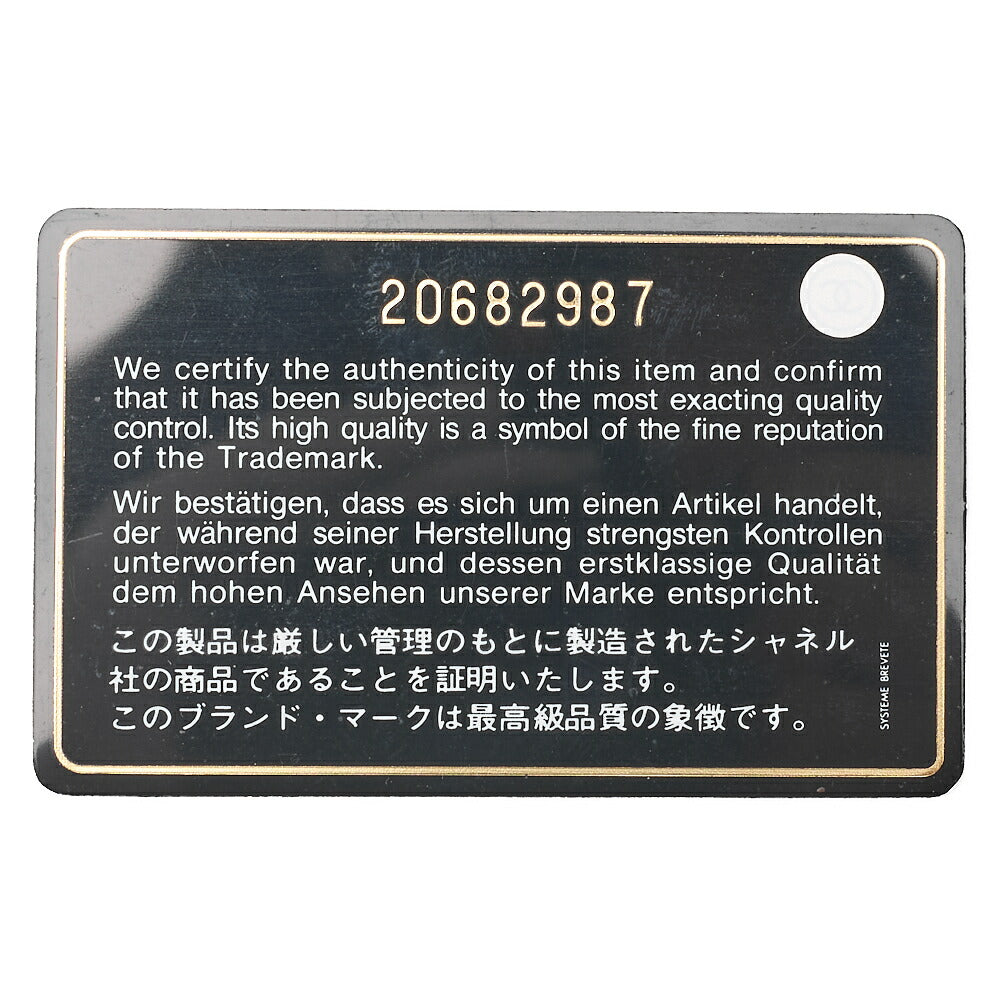 20682987
We certify the authenticity of this item and confirm
that it has been subjected to the most exacting quality
control. Its high quality is a symbol of the fine reputation
of the Trademark.
Wir bestätigen, dass es sich um einen Artikel handelt,
der während seiner Herstellung strengsten Kontrollen
unterworfen war, und dessen erstklassige Qualität
dem hohen Ansehen unserer Marke entspricht.
この製品は厳しい管理のもとに製造されたシャネル
社の商品であることを証明いたします。
このブランド・マークは最高級品質の象徴です。
SYSTEME BREVETE